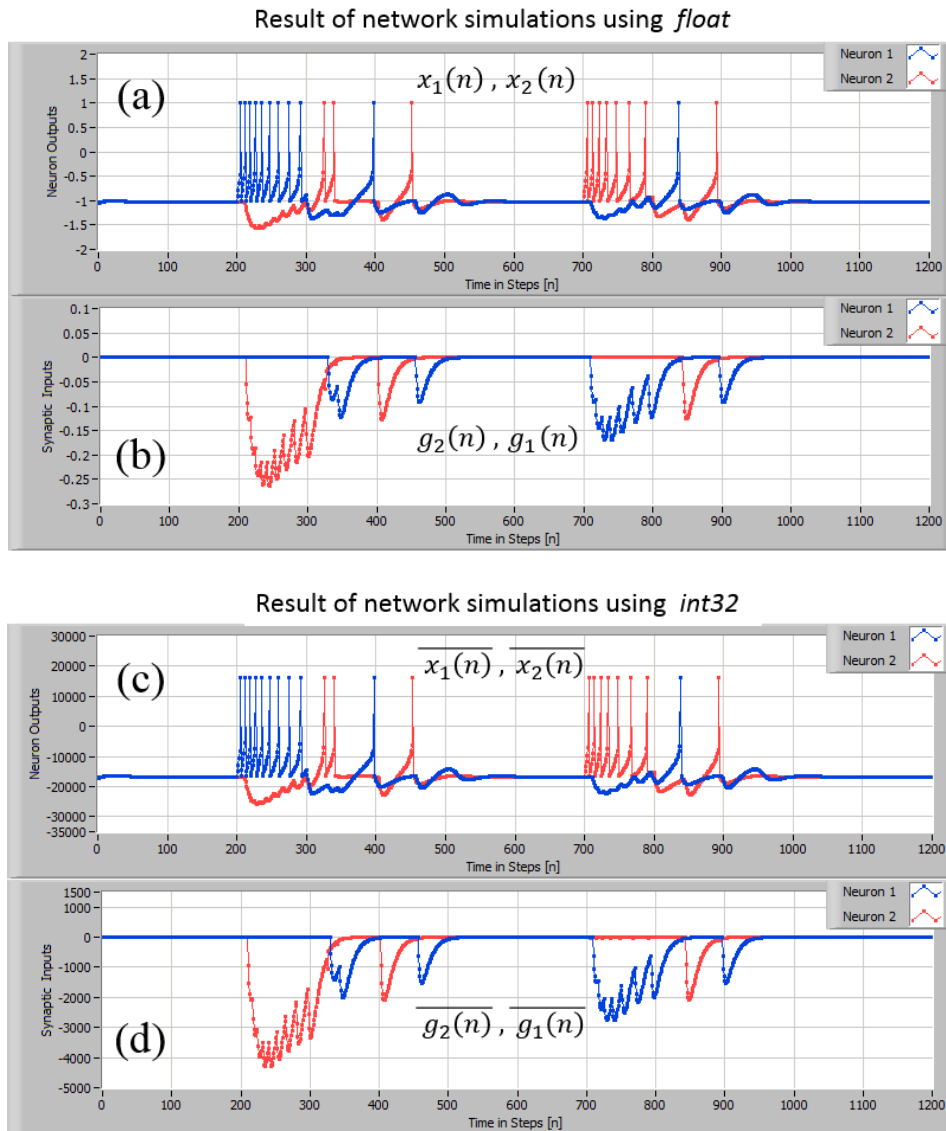 Result of network simulations using float
Neuron 1
Neuron 2
(a)
x₁(n) , x₂(n)
Neuron Outputs
2
1.5
1
0.5
0
-0.5
-1
-1.5
-2
0 100 200 300 400 500 600 700 800 900 1000 1100 1200
Time in Steps [n]
Neuron 1
Neuron 2
(b)
g₂(n) , g₁(n)
Synaptic Inputs
0.1
0.05
0
-0.05
-0.1
-0.15
-0.2
-0.25
-0.3
0 100 200 300 400 500 600 700 800 900 1000 1100 1200
Time in Steps [n]
Result of network simulations using int32
Neuron 1
Neuron 2
(c)
x₁(n) , x₂(n)
Neuron Outputs
30000
20000
10000
0
-10000
-20000
-30000
-35000
0 100 200 300 400 500 600 700 800 900 1000 1100 1200
Time in Steps [n]
Neuron 1
Neuron 2
(d)
g₂(n) , g₁(n)
Synaptic Inputs
1500
1000
0
-1000
-2000
-3000
-4000
-5000
0 100 200 300 400 500 600 700 800 900 1000 1100 1200
Time in Steps [n]